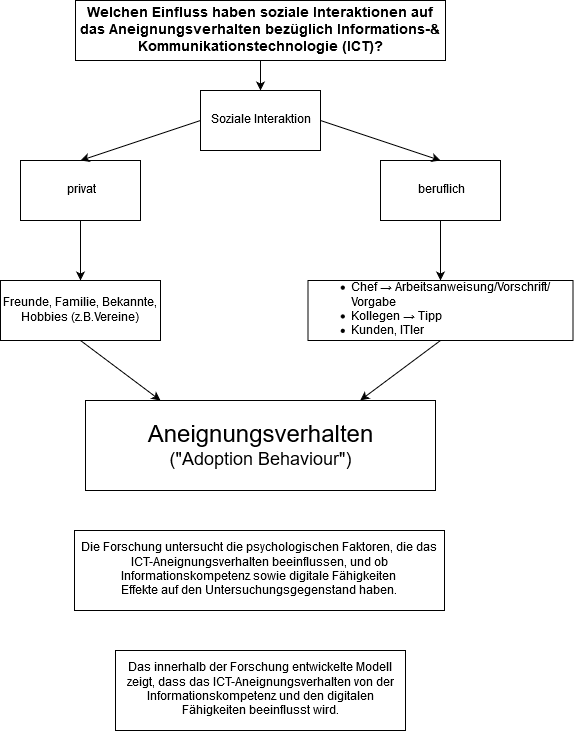 Welchen Einfluss haben soziale Interaktionen auf
das Aneignungsverhalten bezüglich Informations-&
Kommunikationstechnologie (ICT)?
Soziale Interaktion
privat
beruflich
Freunde, Familie, Bekannte,
Hobbies (z.B.Vereine)
• Chef → Arbeitsanweisung/Vorschrift/
Vorgabe
• Kollegen → Tipp
• Kunden, ITler
Aneignungsverhalten
("Adoption Behaviour")
Die Forschung untersucht die psychologischen Faktoren, die das
ICT-Aneignungsverhalten beeinflussen, und ob
Informationskompetenz sowie digitale Fähigkeiten
Effekte auf den Untersuchungsgegenstand haben.
Das innerhalb der Forschung entwickelte Modell
zeigt, dass das ICT-Aneignungsverhalten von der
Informationskompetenz und den digitalen
Fähigkeiten beeinflusst wird.